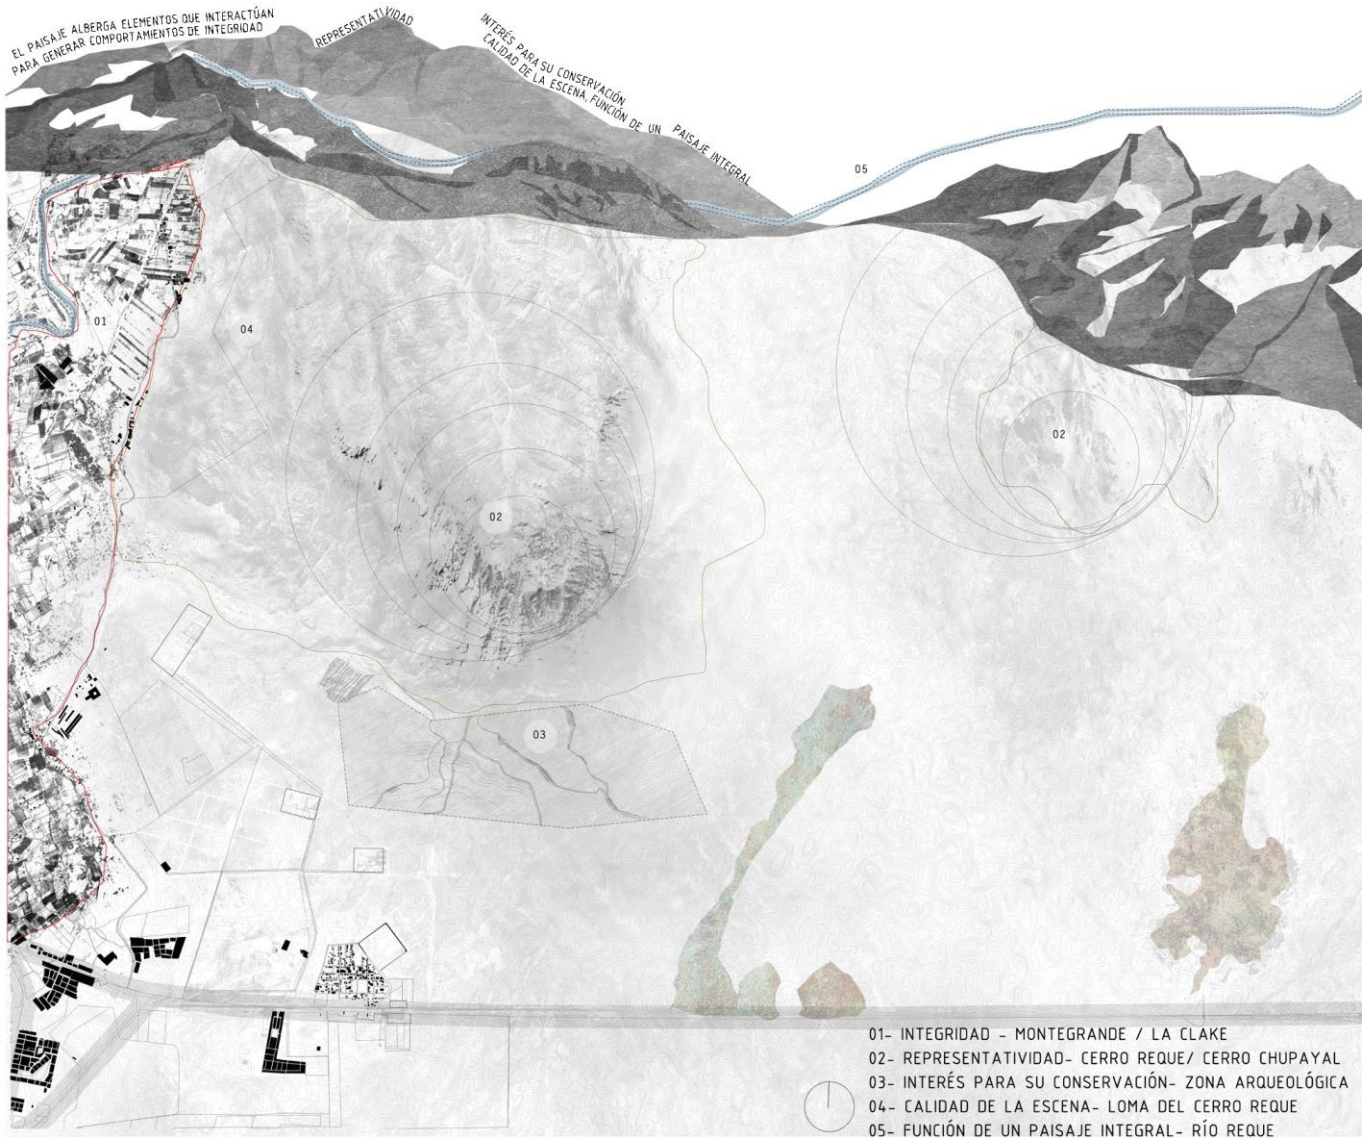 EL PAISAJE ALBERGA ELEMENTOS QUE INTERACTÚAN
PARA GENERAR COMPORTAMIENTOS DE INTEGRIDAD
REPRESENTATIVIDAD
INTERÉS PARA SU CONSERVACIÓN
CALIDAD DE LA ESCENA, FUNCIÓN DE UN PAISAJE INTEGRAL
05
01
04
02
02
03
01- INTEGRIDAD - MONTEGRANDE / LA CLAKE
02- REPRESENTATIVIDAD- CERRO REQUE/ CERRO CHUPAYAL
03- INTERÉS PARA SU CONSERVACIÓN- ZONA ARQUEOLÓGICA
04- CALIDAD DE LA ESCENA- LOMA DEL CERRO REQUE
05- FUNCIÓN DE UN PAISAJE INTEGRAL- RÍO REQUE